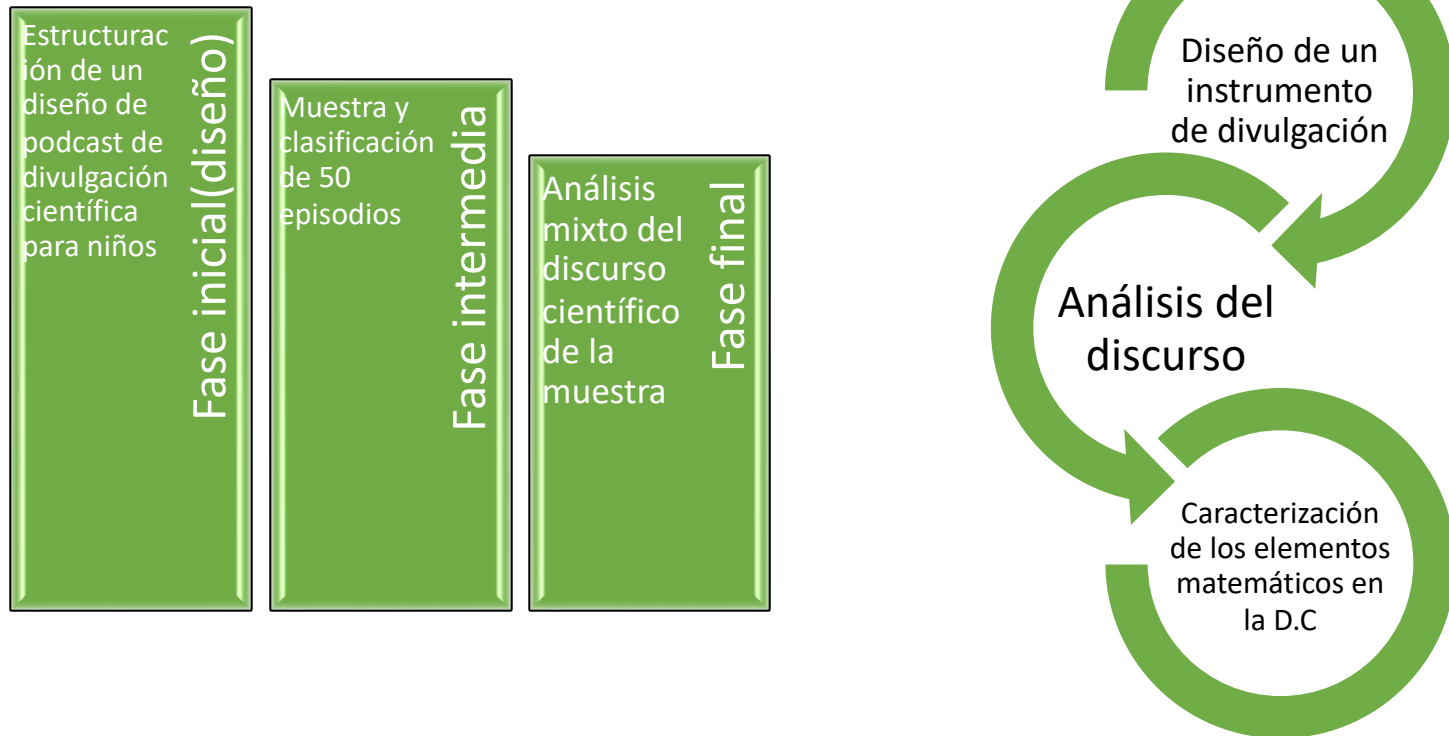 Estructurac
ión de un
diseño de
podcast de
divulgación
científica
para niños
Fase inicial(diseño)
Muestra y
clasificación
de 50
episodios
Fase intermedia
Análisis
mixto del
discurso
científico
de la
muestra
Fase final
Diseño de un
instrumento
de divulgación
Análisis del
discurso
Caracterización
de los elementos
matemáticos en
la D.C